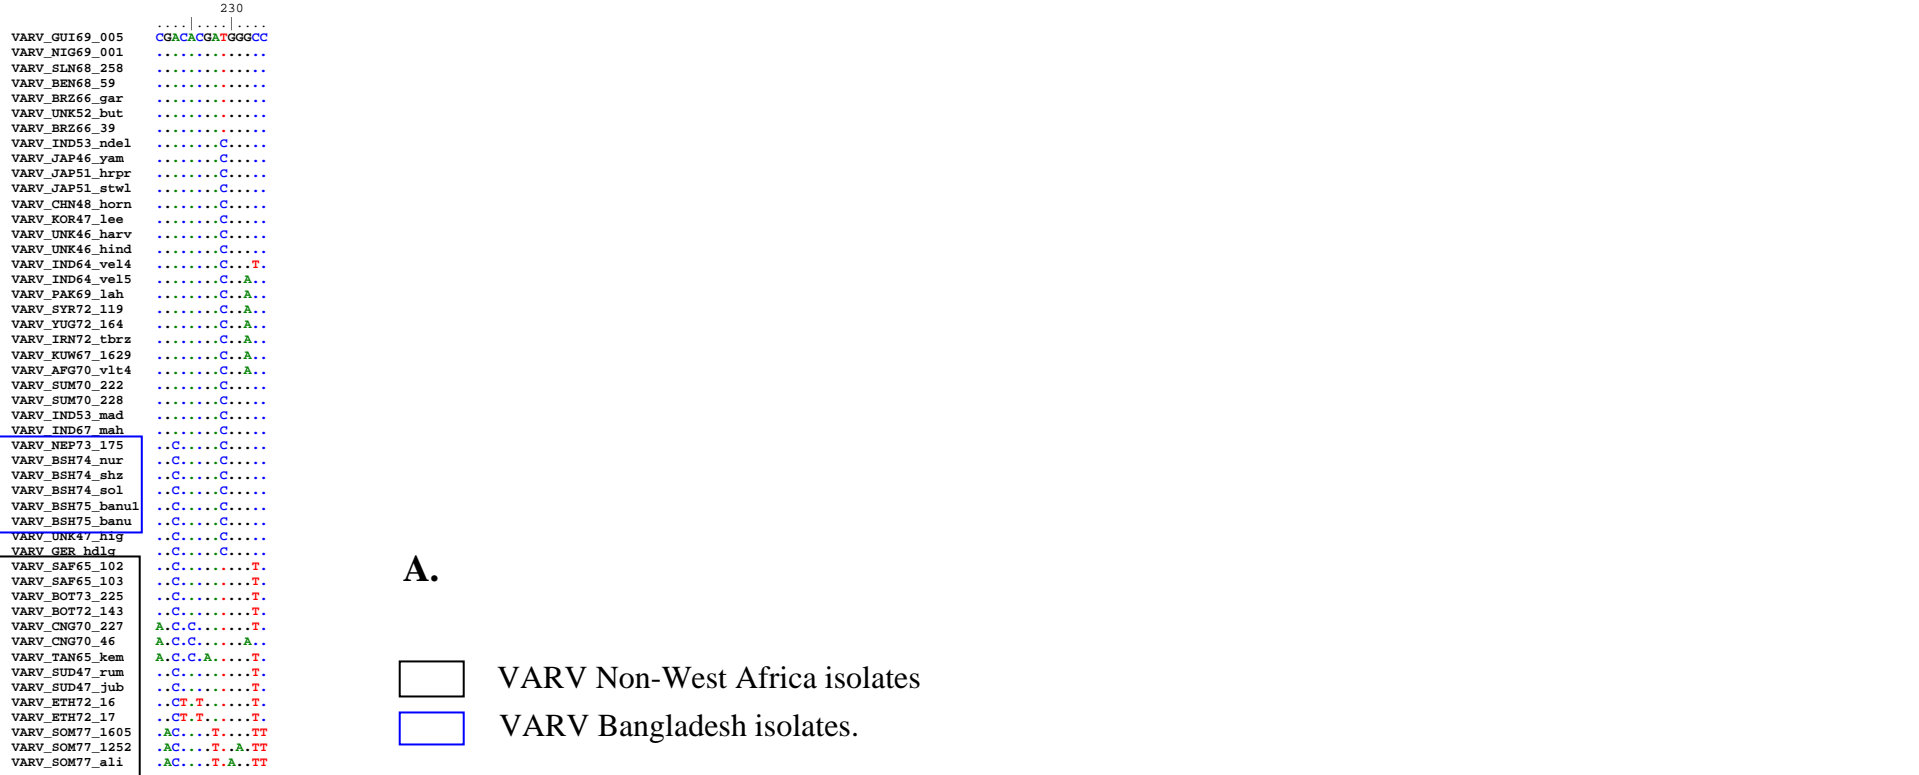 230
....|....|....
VARV_GUI69_005 CGACACGATGGGCC
VARV_NIG69_001 ..............
VARV_SLN68_258 ..............
VARV_BEN68_59 ..............
VARV_BRZ66_gar ..............
VARV_UNK52_but ..............
VARV_BRZ66_39 ..............
VARV_IND53_ndel ........C.....
VARV_JAP46_yam ........C.....
VARV_JAP51_hrpr ........C.....
VARV_JAP51_stwl ........C.....
VARV_CHN48_horn ........C.....
VARV_KOR47_lee ........C.....
VARV_UNK46_harv ........C.....
VARV_UNK46_hind ........C.....
VARV_IND64_vel4 ........C...T.
VARV_IND64_vel5 ........C..A..
VARV_PAK69_lah ........C..A..
VARV_SYR72_119 ........C..A..
VARV_YUG72_164 ........C..A..
VARV_IRN72_tbrz ........C..A..
VARV_KUW67_1629 ........C..A..
VARV_AFG70_vlt4 ........C..A..
VARV_SUM70_222 ........C.....
VARV_SUM70_228 ........C.....
VARV_IND53_mad ........C.....
VARV_IND67_mah ........C.....
VARV_NEP73_175 ..C.....C.....
VARV_BSH74_nur ..C.....C.....
VARV_BSH74_shz ..C.....C.....
VARV_BSH74_sol ..C.....C.....
VARV_BSH75_banu1 ..C.....C.....
VARV_BSH75_banu ..C.....C.....
VARV_UNK47_hig ..C.....C.....
VARV_GER_hdlg ..C.....C.....
VARV_SAF65_102 ..C.........T.
VARV_SAF65_103 ..C.........T.
VARV_BOT73_225 ..C.........T.
VARV_BOT72_143 ..C.........T.
VARV_CNG70_227 A.C.C.......T.
VARV_CNG70_46 A.C.C......A..
VARV_TAN65_kem A.C.C.A.....T.
VARV_SUD47_rum ..C.........T.
VARV_SUD47_jub ..C.........T.
VARV_ETH72_16 ..CT.T......T.
VARV_ETH72_17 ..CT.T......T.
VARV_SOM77_1605 .AC....T....TT
VARV_SOM77_1252 .AC....T..A.TT
VARV_SOM77_ali .AC....T.A..TT
A.
VARV Non-West Africa isolates
VARV Bangladesh isolates.